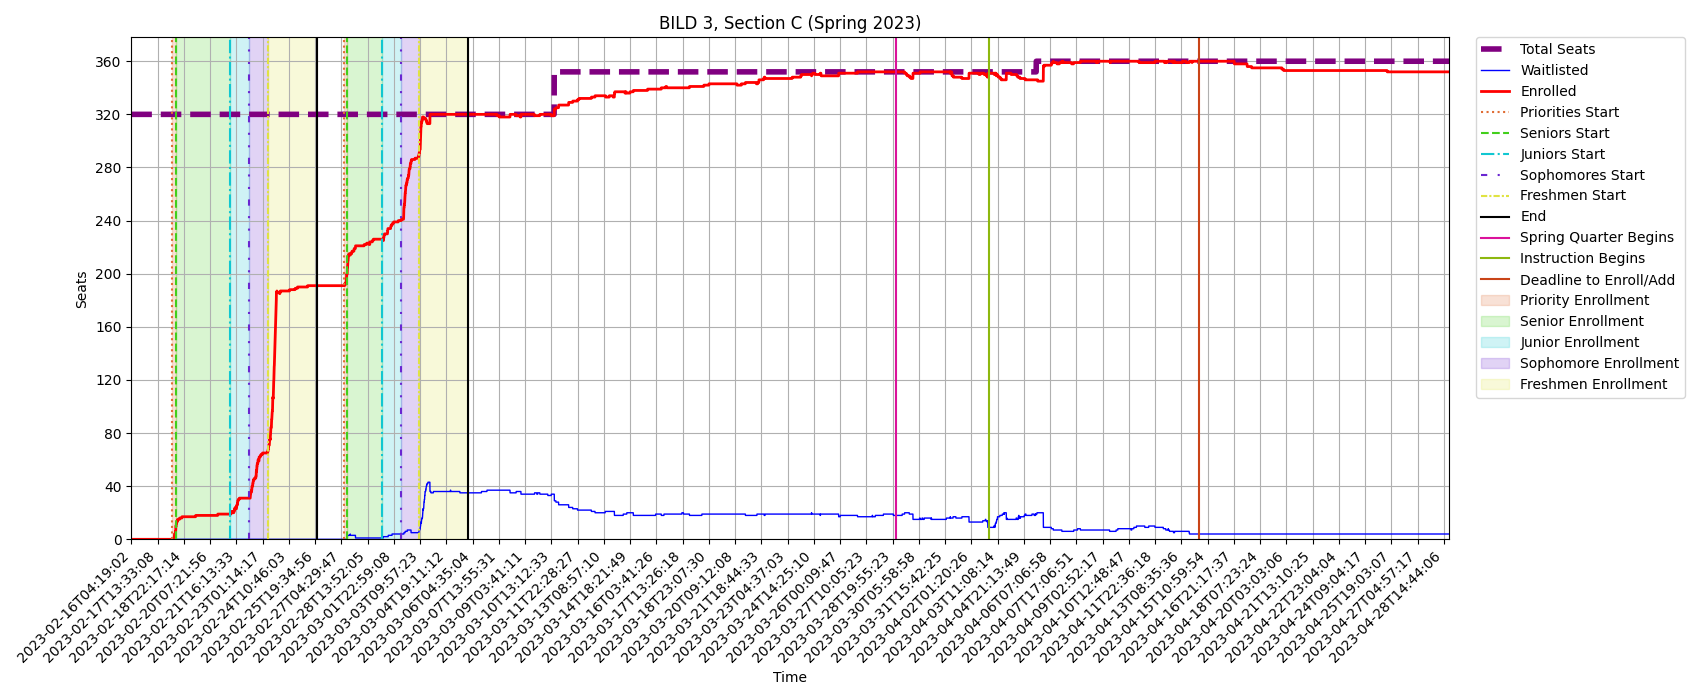 BILD 3, Section C (Spring 2023)
Seats
360
320
280
240
200
160
120
80
40
0
2023-02-16T04:19:02
2023-02-17T13:33:08
2023-02-18T22:17:14
2023-02-20T07:21:56
2023-02-21T16:13:33
2023-02-23T01:14:17
2023-02-24T10:46:03
2023-02-25T19:34:56
2023-02-27T04:29:47
2023-02-28T13:52:05
2023-03-01T22:59:08
2023-03-03T09:57:23
2023-03-04T19:11:12
2023-03-06T04:35:04
2023-03-07T13:55:31
2023-03-09T03:41:11
2023-03-10T13:12:33
2023-03-11T22:28:27
2023-03-13T08:57:10
2023-03-14T18:21:49
2023-03-16T03:41:26
2023-03-17T13:26:18
2023-03-18T23:07:30
2023-03-20T09:12:08
2023-03-21T18:44:33
2023-03-23T04:37:03
2023-03-24T14:25:10
2023-03-26T00:09:47
2023-03-27T10:05:23
2023-03-28T19:55:23
2023-03-30T05:58:58
2023-03-31T15:42:25
2023-04-02T01:20:26
2023-04-03T11:08:14
2023-04-04T21:13:49
2023-04-06T07:06:58
2023-04-07T17:06:51
2023-04-09T02:52:17
2023-04-10T12:48:47
2023-04-11T22:36:18
2023-04-13T08:35:36
2023-04-15T10:59:54
2023-04-16T21:17:37
2023-04-18T07:23:24
2023-04-20T03:03:06
2023-04-21T13:10:25
2023-04-22T23:04:04
2023-04-24T09:04:17
2023-04-25T19:03:07
2023-04-27T04:57:17
2023-04-28T14:44:06
Time
Total Seats
Waitlisted
Enrolled
Priorities Start
Seniors Start
Juniors Start
Sophomores Start
Freshmen Start
End
Spring Quarter Begins
Instruction Begins
Deadline to Enroll/Add
Priority Enrollment
Senior Enrollment
Junior Enrollment
Sophomore Enrollment
Freshmen Enrollment